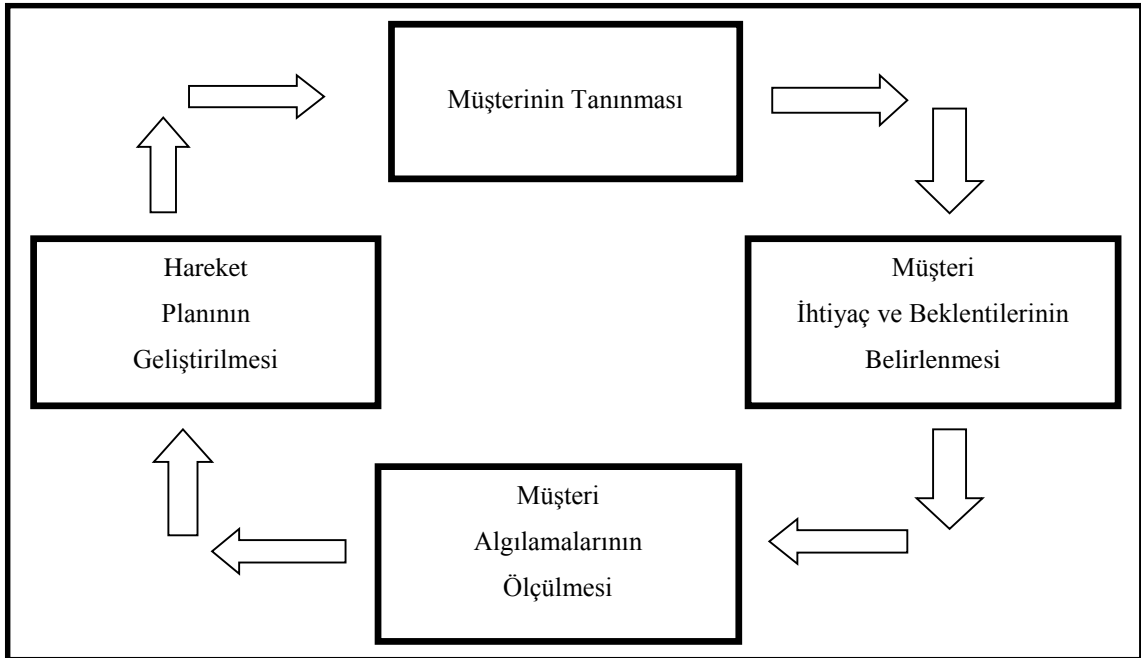 Müşterinin Tanınması
Hareket
Planının
Geliştirilmesi
Müşteri
İhtiyaç ve Beklentilerinin
Belirlenmesi
Müşteri
Algılamalarının
Ölçülmesi